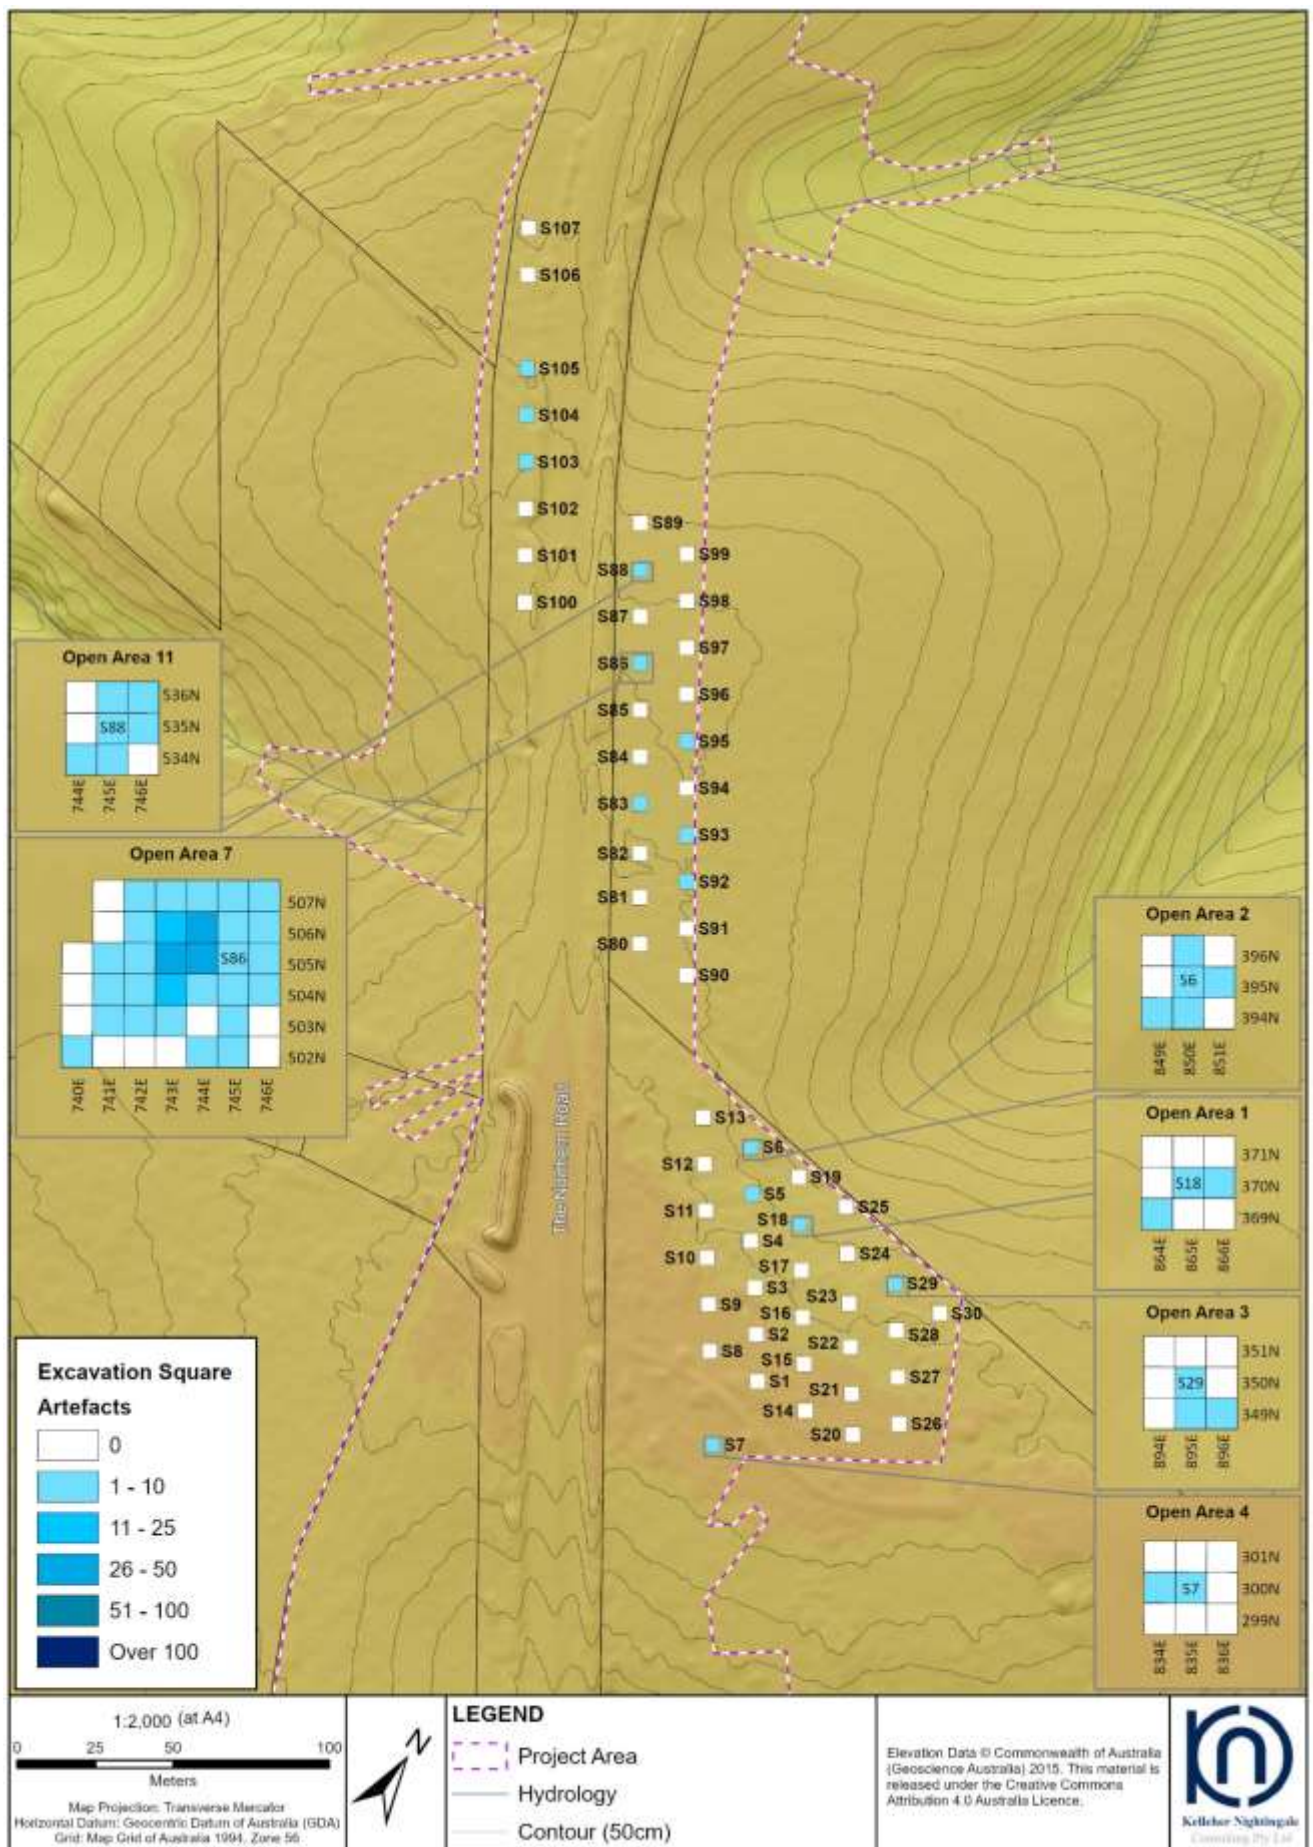 S107
S106
S105
S104
S103
S102
S101
S100
S89
S99
S88
S98
S87
S97
S86
S96
S85
S95
S84
S94
S83
S93
S82
S92
S81
S91
S80
S90
Open Area 11
536N
S88 535N
534N
744E 745E 746E
Open Area 7
507N
506N
S86 505N
504N
503N
502N
740E 741E 742E 743E 744E 745E 746E
The Northern Road
S13
S6
S12
S19
S5
S11
S25
S18
S4
S10
S24
S17
S29
S3
S9
S23
S30
S16
S2
S28
S22
S8
S15
S1
S27
S21
S14
S26
S20
S7
Open Area 2
396N
S6 395N
394N
849E 850E 851E
Open Area 1
371N
S18 370N
369N
864E 865E 866E
Open Area 3
351N
S29 350N
349N
894E 895E 896E
Open Area 4
301N
S7 300N
299N
834E 835E 836E
Excavation Square
Artefacts
0
1 - 10
11 - 25
26 - 50
51 - 100
Over 100
1:2,000 (at A4)
0 25 50 100
Meters
Map Projection: Transverse Mercator
Horizontal Datum: Geocentric Datum of Australia (GDA)
Grid: Map Grid of Australia 1994, Zone 56
N
LEGEND
Project Area
Hydrology
Contour (50cm)
Elevation Data © Commonwealth of Australia
(Geoscience Australia) 2015. This material is
released under the Creative Commons
Attribution 4.0 Australia Licence.
Kelleher Nightingale
Consulting Pty Ltd